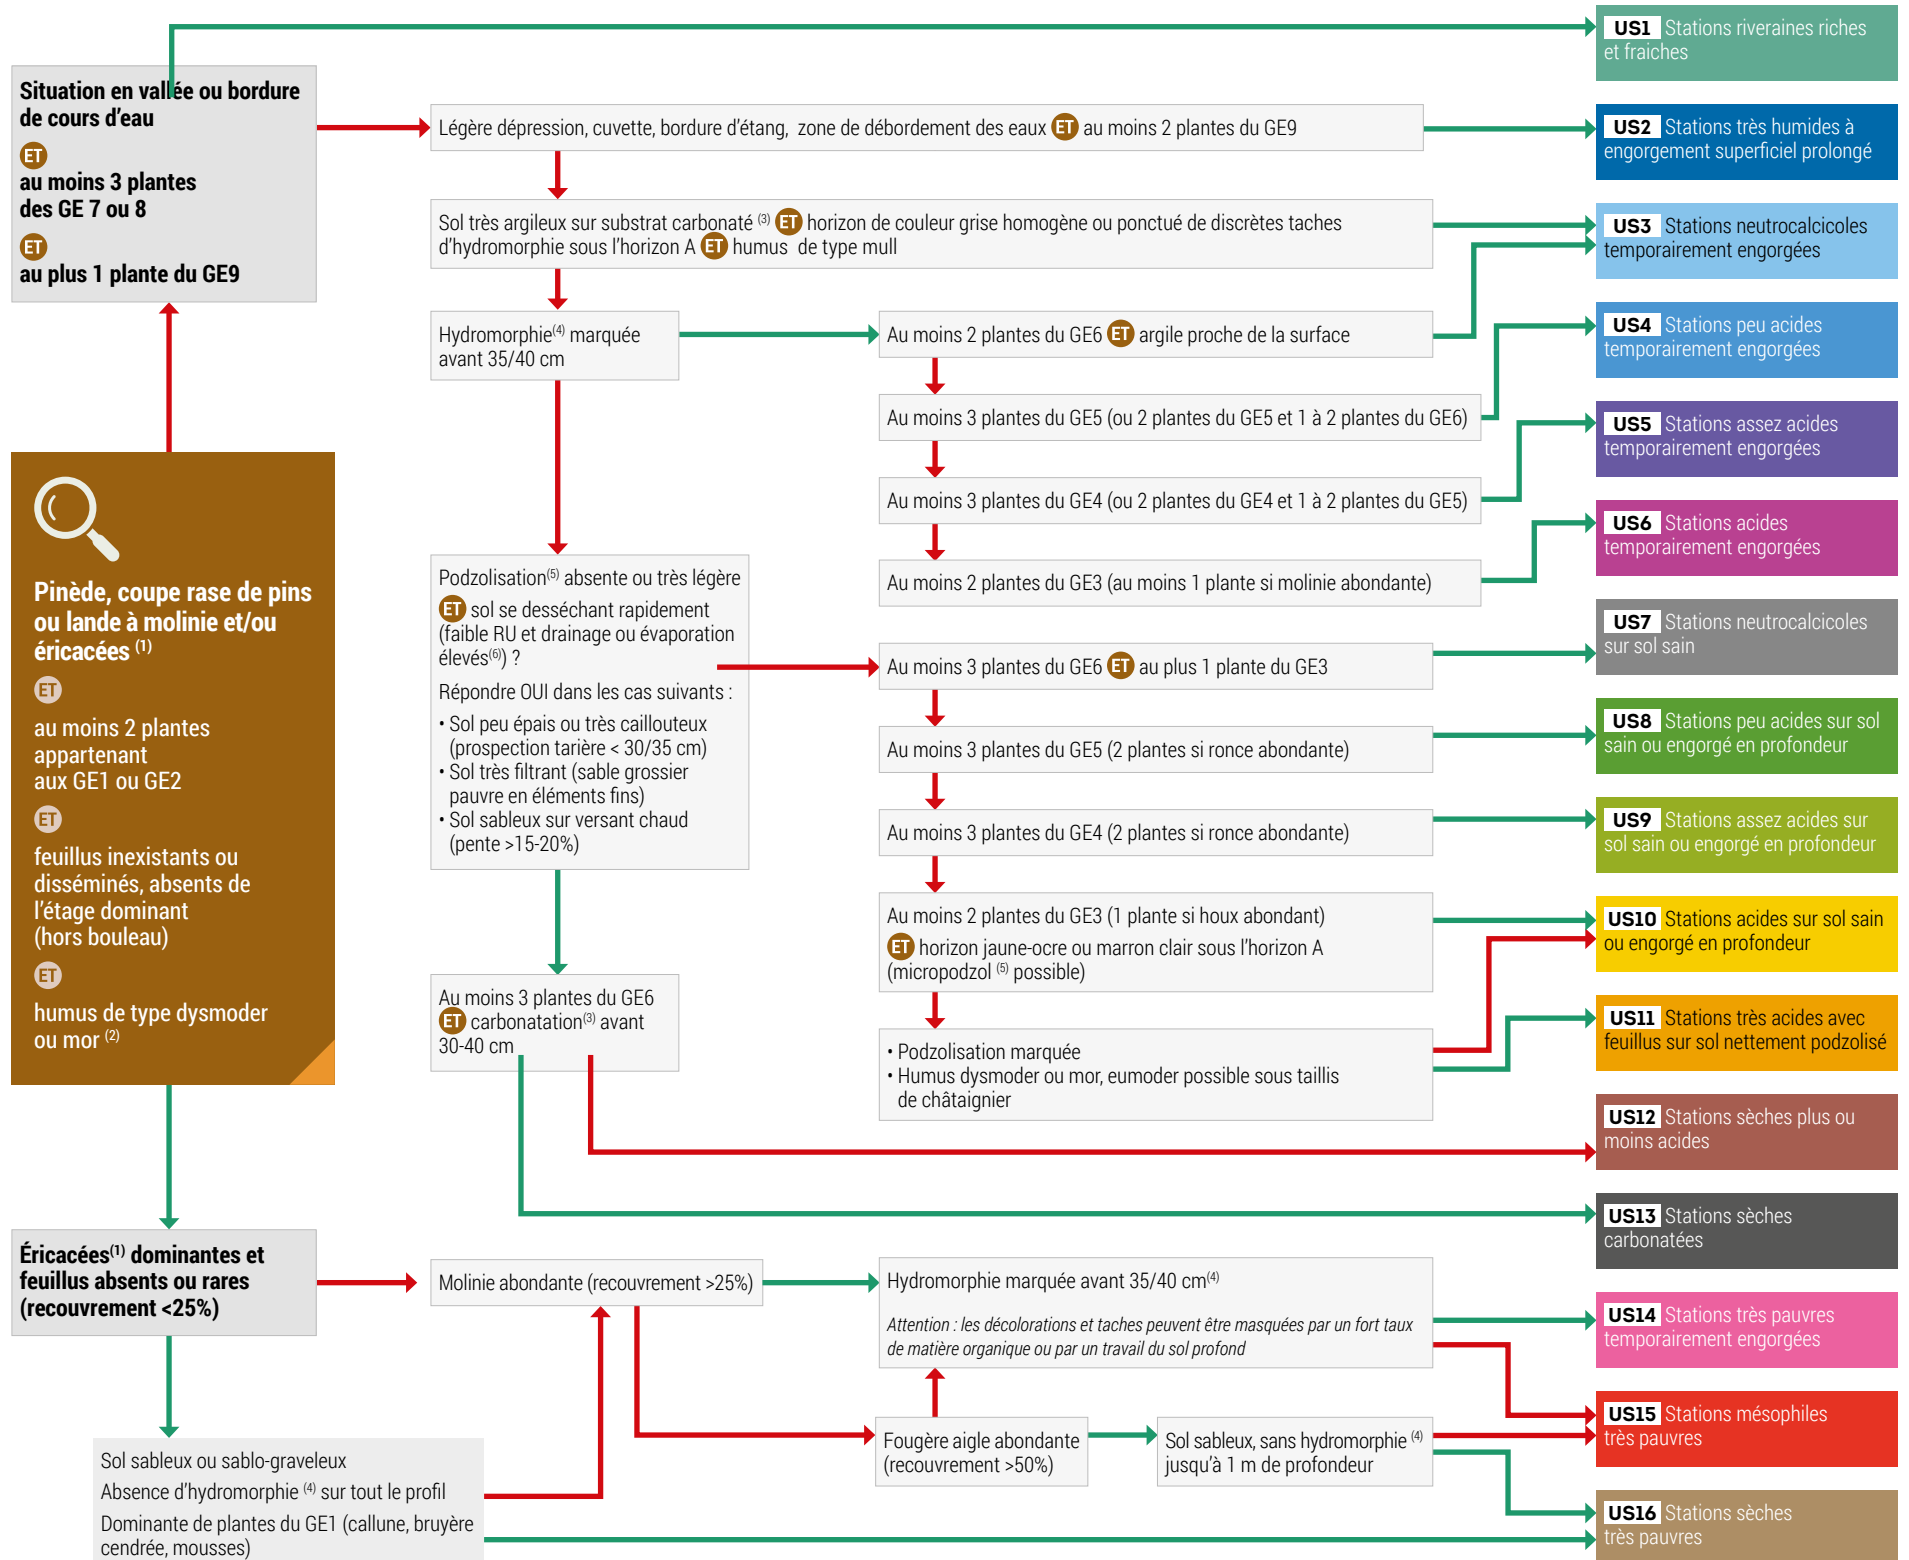 Situation en vallée ou bordure
de cours d'eau
ET
au moins 3 plantes
des GE 7 ou 8
ET
au plus 1 plante du GE9
Pinède, coupe rase de pins
ou lande à molinie et/ou
éricacées (1)
ET
au moins 2 plantes
appartenant
aux GE1 ou GE2
ET
feuillus inexistants ou
disséminés, absents de
l'étage dominant
(hors bouleau)
ET
humus de type dysmoder
ou mor (2)
Éricacées(1) dominantes et
feuillus absents ou rares
(recouvrement <25%)
Sol sableux ou sablo-graveleux
Absence d'hydromorphie (4) sur tout le profil
Dominante de plantes du GE1 (callune, bruyère
cendrée, mousses)
Légère dépression, cuvette, bordure d'étang, zone de débordement des eaux ET au moins 2 plantes du GE9
Sol très argileux sur substrat carbonaté (3) ET horizon de couleur grise homogène ou ponctué de discrètes taches
d'hydromorphie sous l'horizon A ET humus de type mull
Hydromorphie(4) marquée
avant 35/40 cm
Podzolisation(5) absente ou très légère
ET sol se desséchant rapidement
(faible RU et drainage ou évaporation
élevés(6)) ?
Répondre OUI dans les cas suivants :
• Sol peu épais ou très caillouteux
(prospection tarière < 30/35 cm)
• Sol très filtrant (sable grossier
pauvre en éléments fins)
• Sol sableux sur versant chaud
(pente >15-20%)
Au moins 3 plantes du GE6
ET carbonatation(3) avant
30-40 cm
Molinie abondante (recouvrement >25%)
Au moins 2 plantes du GE6 ET argile proche de la surface
Au moins 3 plantes du GE5 (ou 2 plantes du GE5 et 1 à 2 plantes du GE6)
Au moins 3 plantes du GE4 (ou 2 plantes du GE4 et 1 à 2 plantes du GE5)
Au moins 2 plantes du GE3 (au moins 1 plante si molinie abondante)
Au moins 3 plantes du GE6 ET au plus 1 plante du GE3
Au moins 3 plantes du GE5 (2 plantes si ronce abondante)
Au moins 3 plantes du GE4 (2 plantes si ronce abondante)
Au moins 2 plantes du GE3 (1 plante si houx abondant)
ET horizon jaune-ocre ou marron clair sous l'horizon A
(micropodzol (5) possible)
• Podzolisation marquée
• Humus dysmoder ou mor, eumoder possible sous taillis
de châtaignier
Hydromorphie marquée avant 35/40 cm(4)
Attention : les décolorations et taches peuvent être masquées par un fort taux
de matière organique ou par un travail du sol profond
Fougère aigle abondante
(recouvrement >50%)
Sol sableux, sans hydromorphie (4)
jusqu'à 1 m de profondeur
US1 Stations riveraines riches
et fraiches
US2 Stations très humides à
engorgement superficiel prolongé
US3 Stations neutrocalcicoles
temporairement engorgées
US4 Stations peu acides
temporairement engorgées
US5 Stations assez acides
temporairement engorgées
US6 Stations acides
temporairement engorgées
US7 Stations neutrocalcicoles
sur sol sain
US8 Stations peu acides sur sol
sain ou engorgé en profondeur
US9 Stations assez acides sur
sol sain ou engorgé en profondeur
US10 Stations acides sur sol sain
ou engorgé en profondeur
US11 Stations très acides avec
feuillus sur sol nettement podzolisé
US12 Stations sèches plus ou
moins acides
US13 Stations sèches
carbonatées
US14 Stations très pauvres
temporairement engorgées
US15 Stations mésophiles
très pauvres
US16 Stations sèches
très pauvres